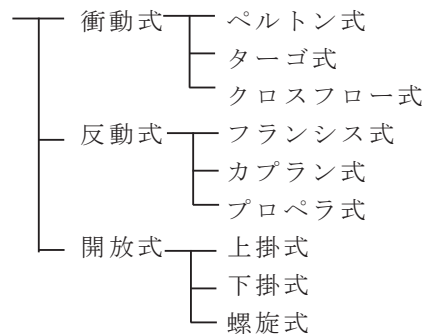 衝動式 ペルトン式
ターゴ式
クロスフロー式
反動式 フランシス式
カプラン式
プロペラ式
開放式 上掛式
下掛式
螺旋式